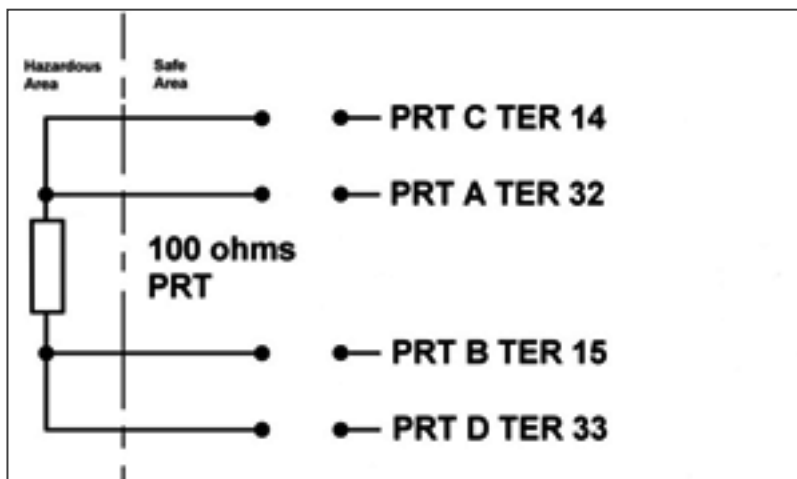 Hazardous Area
Safe Area
PRT C TER 14
PRT A TER 32
100 ohms
PRT
PRT B TER 15
PRT D TER 33